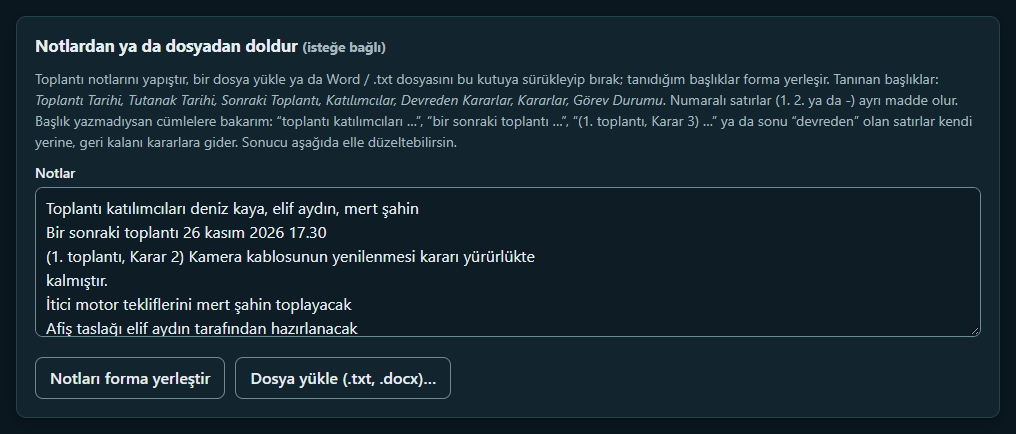 Notlardan ya da dosyadan doldur (isteğe bağlı)
Toplantı notlarını yapıştır, bir dosya yükle ya da Word / .txt dosyasını bu kutuya sürükleyip bırak; tanıdığım başlıklar forma yerleşir. Tanınan başlıklar:
Toplantı Tarihi, Tutanak Tarihi, Sonraki Toplantı, Katılımcılar, Devreden Kararlar, Kararlar, Görev Durumu. Numaralı satırlar (1. 2. ya da -) ayrı madde olur.
Başlık yazmadıysan cümlelere bakarım: “toplantı katılımcıları ...”, “bir sonraki toplantı ...”, “(1. toplantı, Karar 3) ...” ya da sonu “devreden” olan satırlar kendi
yerine, geri kalanı kararlara gider. Sonucu aşağıda elle düzeltebilirsin.
Notlar
Toplantı katılımcıları deniz kaya, elif aydın, mert şahin
Bir sonraki toplantı 26 kasım 2026 17.30
(1. toplantı, Karar 2) Kamera kablosunun yenilenmesi kararı yürürlükte
kalmıştır.
İtici motor tekliflerini mert şahin toplayacak
Afiş taslağı elif aydın tarafından hazırlanacak
Notları forma yerleştir
Dosya yükle (.txt, .docx)...